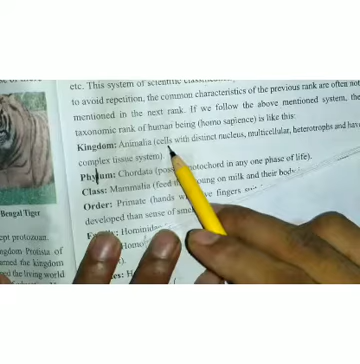 etc. This system of scientific
to avoid repetition, the common characteristics of the previous rank are often not
mentioned in the next rank. If we follow the above mentioned system, the
taxonomic rank of human being (homo sapience) is like this:
Kingdom: Animalia (cells with distinct nucleus, multicellular, heterotrophs and have
complex tissue system)
Phylum: Chordata notochord in any one phase of life).
Class: Mammalia (feed young on milk and their body
Order: Primate (hands fingers
developed than sense of
Bengal Tiger
ept protozoan.
ngdom Protista of
amed the kingdom
ned the living world